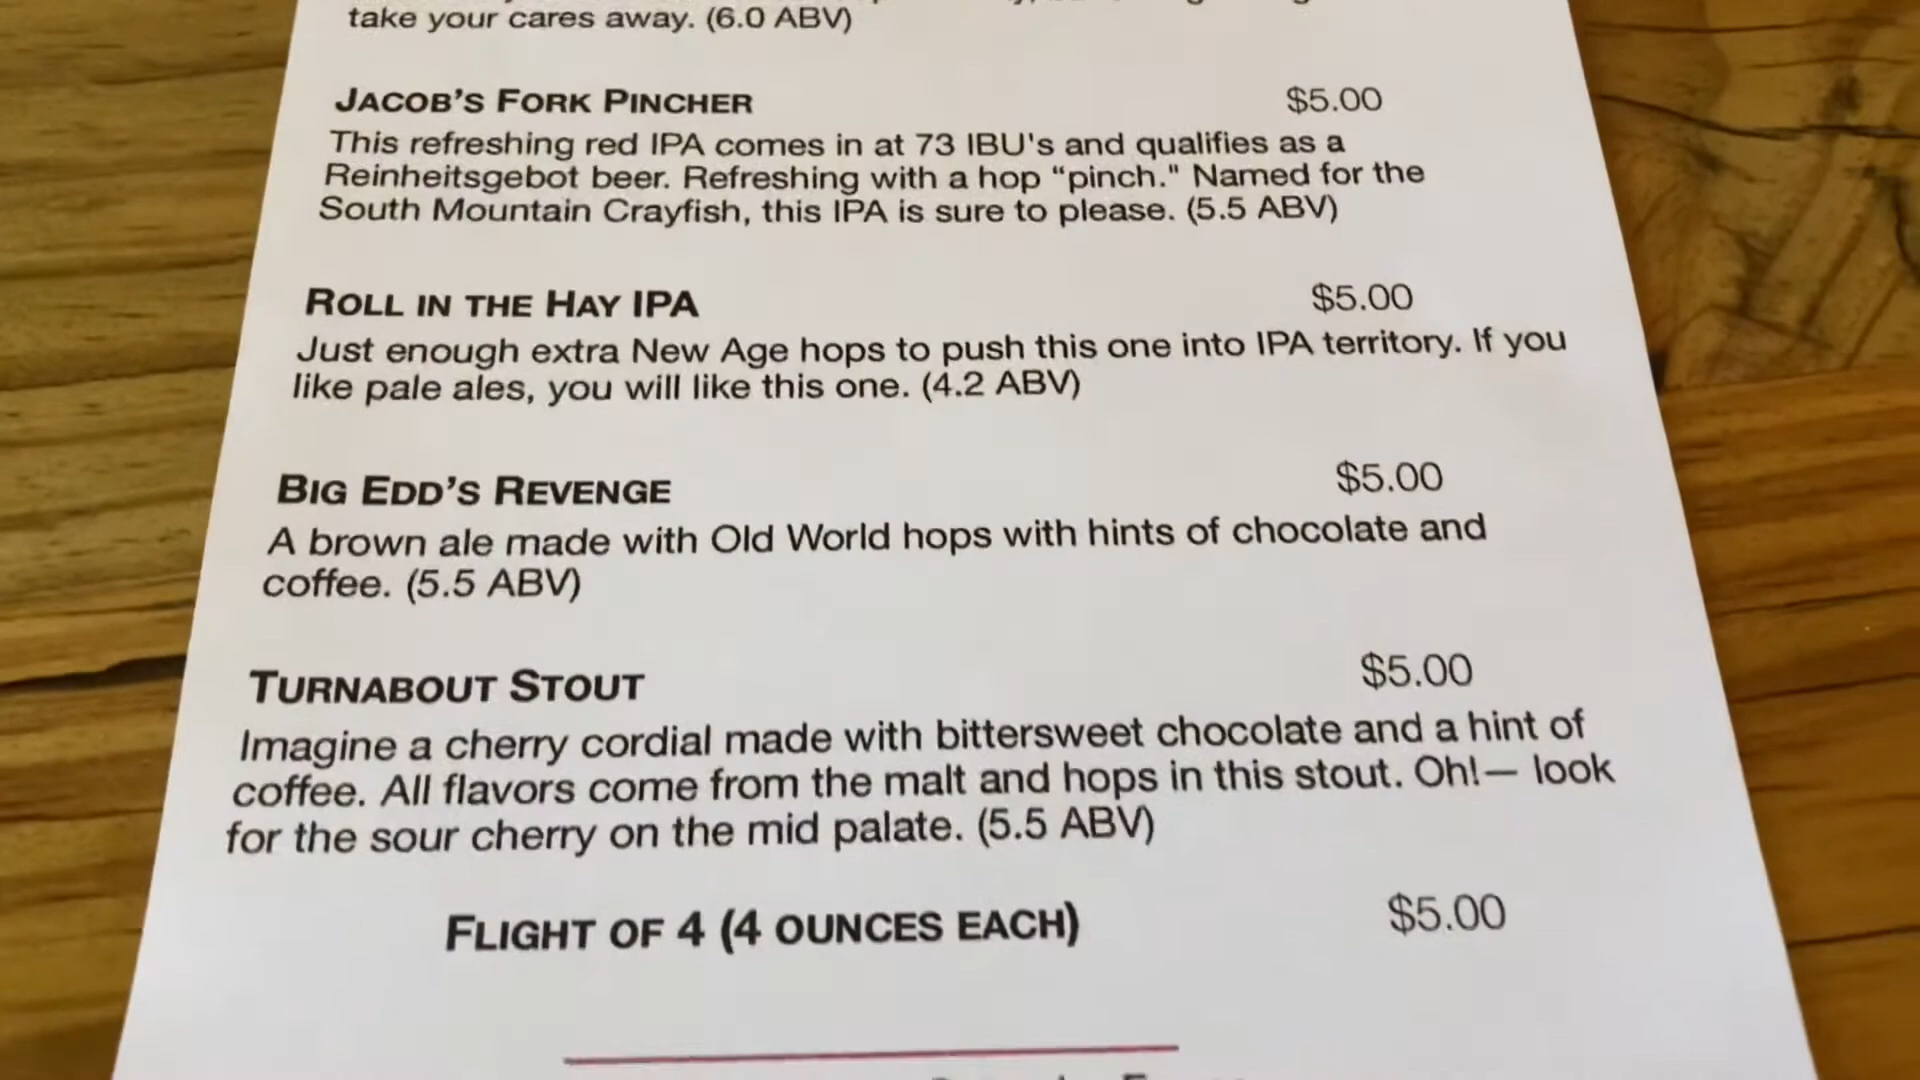 take your cares away. (6.0 ABV)
JACOB'S FORK PINCHER $5.00
This refreshing red IPA comes in at 73 IBU's and qualifies as a
Reinheitsgebot beer. Refreshing with a hop “pinch." Named for the
South Mountain Crayfish, this IPA is sure to please. (5.5 ABV)
ROLL IN THE HAY IPA $5.00
Just enough extra New Age hops to push this one into IPA territory. If you
like pale ales, you will like this one. (4.2 ABV)
BIG EDD'S REVENGE $5.00
A brown ale made with Old World hops with hints of chocolate and
coffee. (5.5 ABV)
TURNABOUT STOUT $5.00
Imagine a cherry cordial made with bittersweet chocolate and a hint of
coffee. All flavors come from the malt and hops in this stout. Oh!— look
for the sour cherry on the mid palate. (5.5 ABV)
FLIGHT OF 4 (4 OUNCES EACH) $5.00